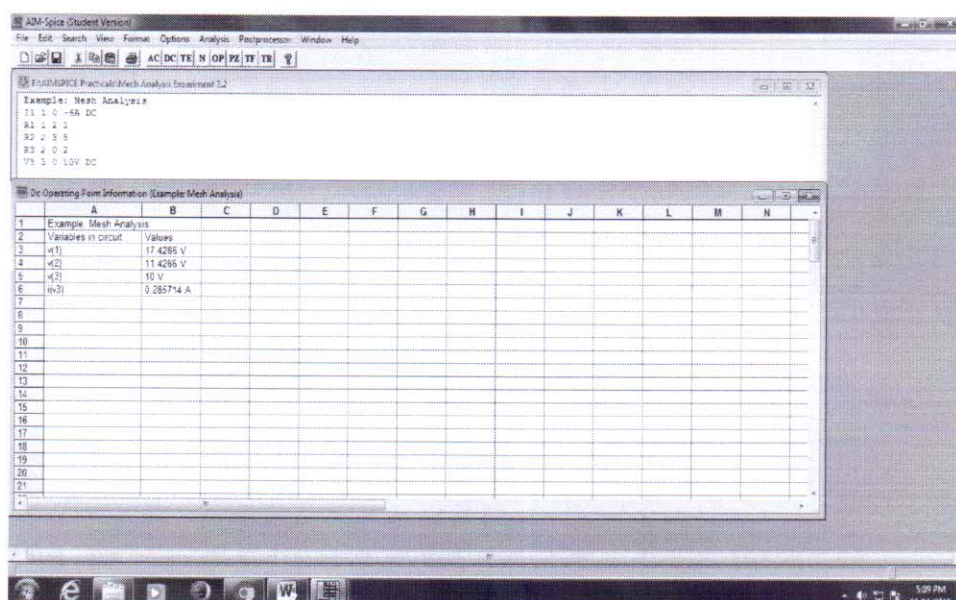 AIM-Spice (Student Version)
File Edit Search View Format Options Analysis Postprocessor Window Help
AC DC TE N OP PZ TF TR ?
Mesh Analysis Experiment 3.2
Example: Mesh Analysis
I1 1 0 -6A DC
R1 1 2 1
R2 2 3 5
R3 2 0 2
V3 3 0 10V DC
Dc Operating Point Information (Example: Mesh Analysis)
A B C D E F G H I J K L M N
1 Example: Mesh Analysis
2 Variables in circuit Values
3 v(1) 17.4286 V
4 v(2) 11.4286 V
5 v(3) 10 V
6 i(v3) 0.285714 A
7
8
9
10
11
12
13
14
15
16
17
18
19
20
21
5:09 PM